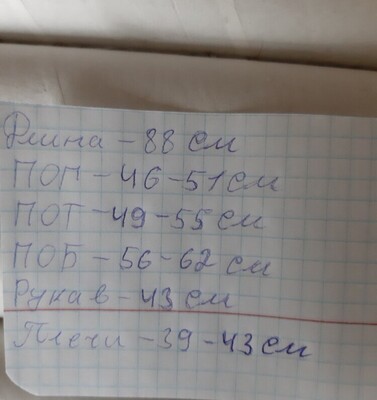 Длина - 88 см
ПОГ - 46 - 51 см
ПОТ - 49 - 55 см
ПОБ - 56 - 62 см
Рукав - 43 см
Плечи - 39 - 43 см